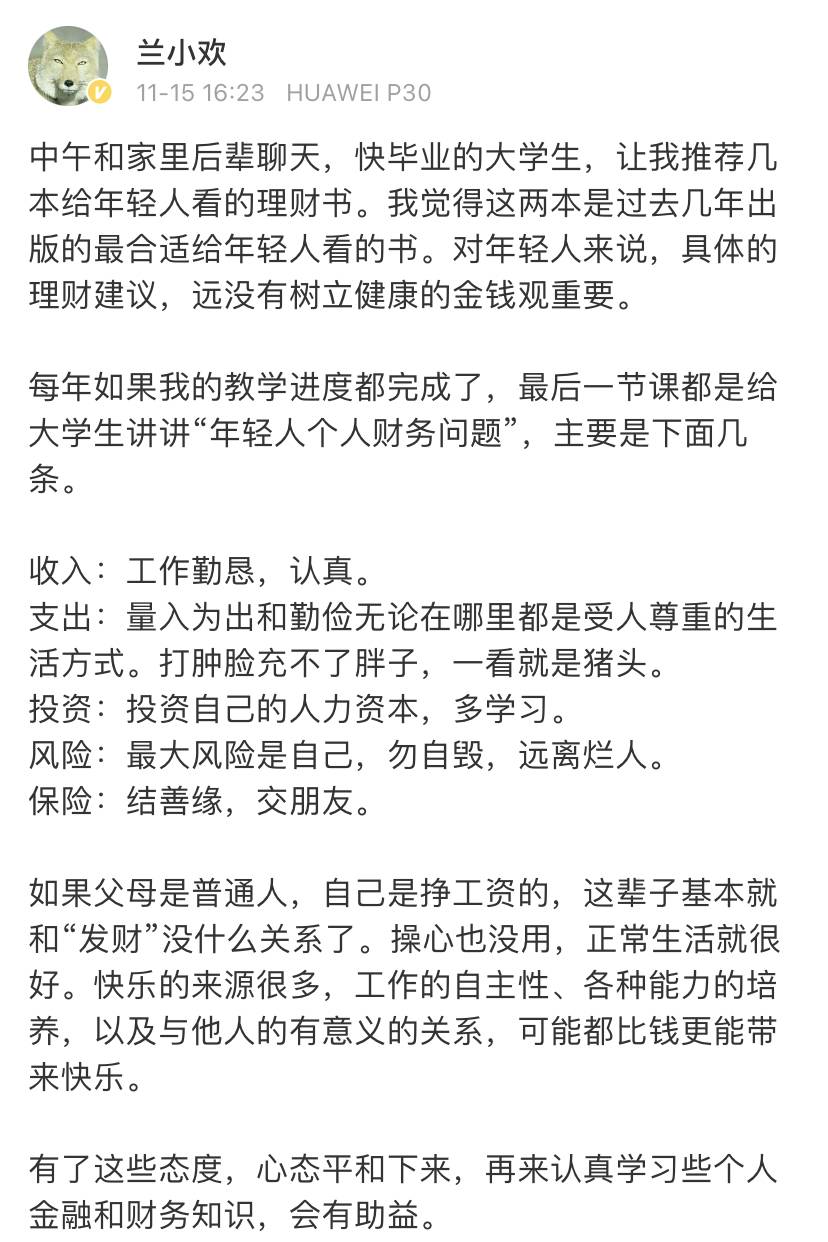 兰小欢
11-15 16:23 HUAWEI P30
中午和家里后辈聊天，快毕业的大学生，让我推荐几
本给年轻人看的理财书。我觉得这两本是过去几年出
版的最合适给年轻人看的书。对年轻人来说，具体的
理财建议，远没有树立健康的金钱观重要。
每年如果我的教学进度都完成了，最后一节课都是给
大学生讲讲“年轻人个人财务问题”，主要是下面几
条。
收入：工作勤恳，认真。
支出：量入为出和勤俭无论在哪里都是受人尊重的生
活方式。打肿脸充不了胖子，一看就是猪头。
投资：投资自己的人力资本，多学习。
风险：最大风险是自己，勿自毁，远离烂人。
保险：结善缘，交朋友。
如果父母是普通人，自己是挣工资的，这辈子基本就
和“发财”没什么关系了。操心也没用，正常生活就很
好。快乐的来源很多，工作的自主性、各种能力的培
养，以及与他人的有意义的关系，可能都比钱更能带
来快乐。
有了这些态度，心态平和下来，再来认真学习些个人
金融和财务知识，会有助益。